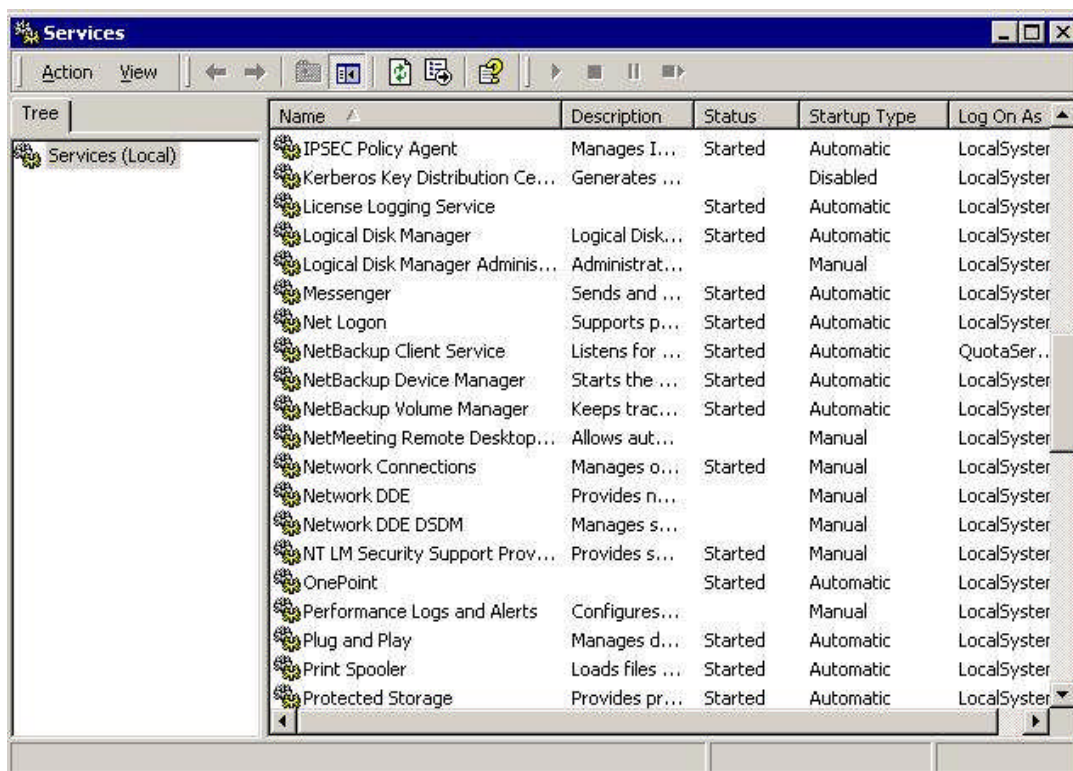 Services
Action View
Tree
Services (Local)
Name Description Status Startup Type Log On As
IPSEC Policy Agent Manages I... Started Automatic LocalSyster
Kerberos Key Distribution Ce... Generates ... Disabled LocalSyster
License Logging Service Started Automatic LocalSyster
Logical Disk Manager Logical Disk... Started Automatic LocalSyster
Logical Disk Manager Adminis... Administrat... Manual LocalSyster
Messenger Sends and ... Started Automatic LocalSyster
Net Logon Supports p... Started Automatic LocalSyster
NetBackup Client Service Listens for ... Started Automatic QuotaSer..
NetBackup Device Manager Starts the ... Started Automatic LocalSyster
NetBackup Volume Manager Keeps trac... Started Automatic LocalSyster
NetMeeting Remote Desktop... Allows aut... Manual LocalSyster
Network Connections Manages o... Started Manual LocalSyster
Network DDE Provides n... Manual LocalSyster
Network DDE DSDM Manages s... Manual LocalSyster
NT LM Security Support Prov... Provides s... Started Manual LocalSyster
OnePoint Started Automatic LocalSyster
Performance Logs and Alerts Configures... Manual LocalSyster
Plug and Play Manages d... Started Automatic LocalSyster
Print Spooler Loads files ... Started Automatic LocalSyster
Protected Storage Provides pr... Started Automatic LocalSyster